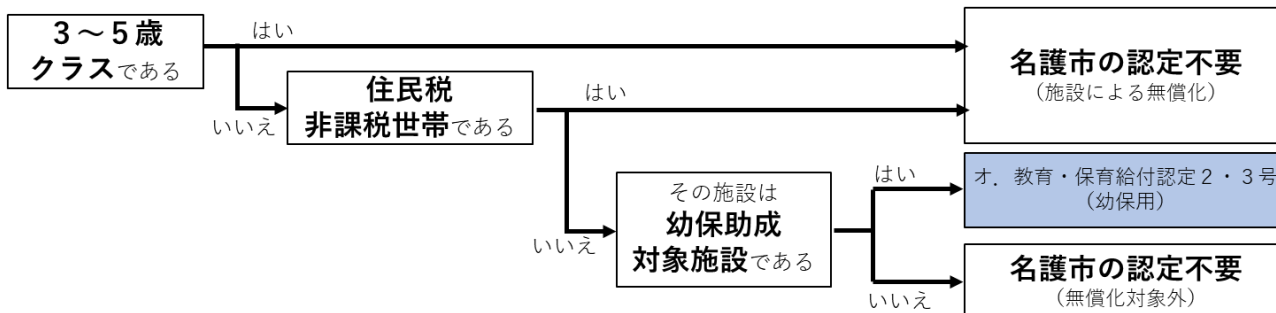 3～5歳
クラスである
はい
いいえ
住民税
非課税世帯である
はい
いいえ
その施設は
幼保助成
対象施設である
はい
いいえ
名護市の認定不要
(施設による無償化)
オ．教育・保育給付認定２・３号
(幼保用)
名護市の認定不要
(無償化対象外)